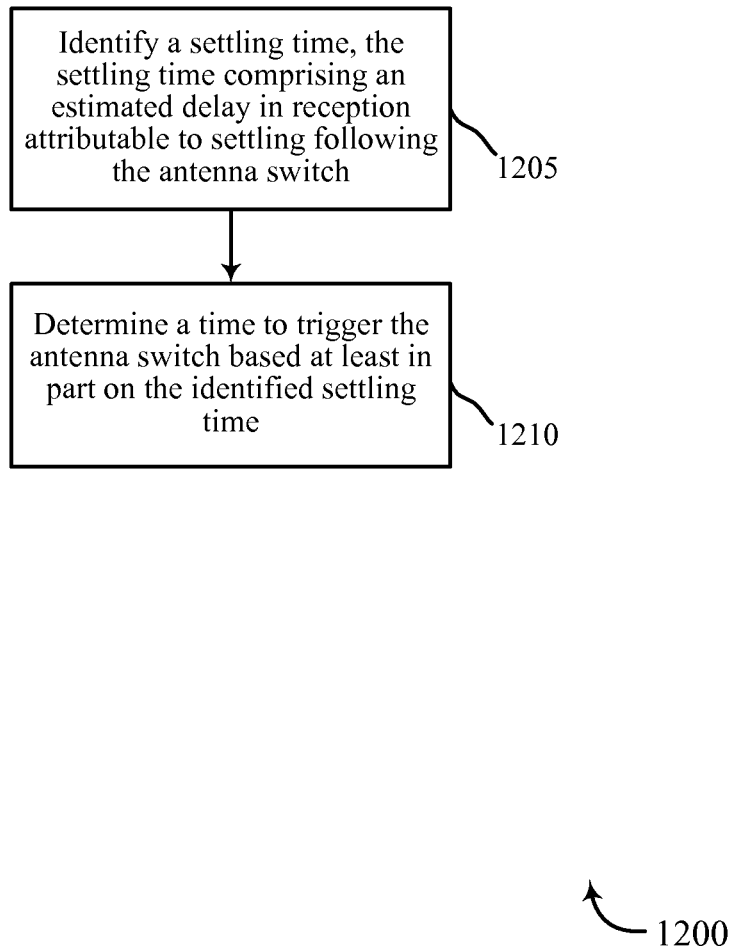 Identify a settling time, the
settling time comprising an
estimated delay in reception
attributable to settling following
the antenna switch
1205
Determine a time to trigger the
antenna switch based at least in
part on the identified settling
time
1210
1200